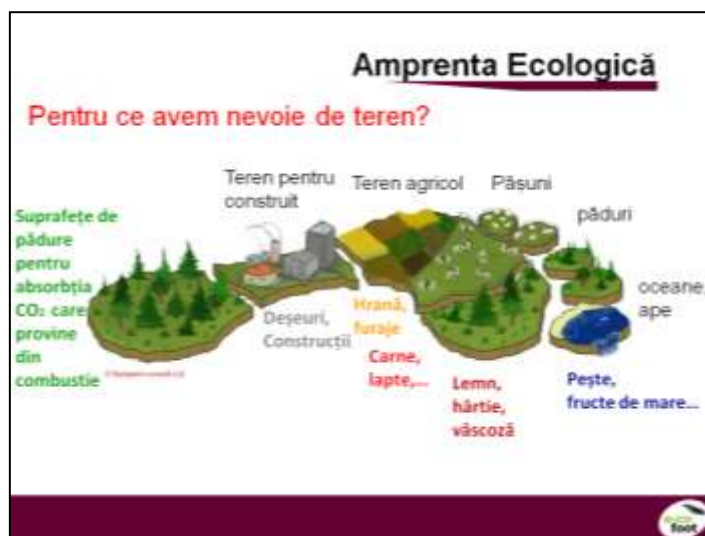 Amprenta Ecologică
Pentru ce avem nevoie de teren?
Teren pentru
construit
Teren agricol
Pășuni
păduri
oceane,
ape
Suprafețe de
pădure
pentru
absorbția
CO₂ care
provine
din
combustie
Deșeuri,
Construcții
Hrană,
furaje
Carne,
lapte,...
Lemn,
hârtie,
vâscoză
Pește,
fructe de mare...
foot